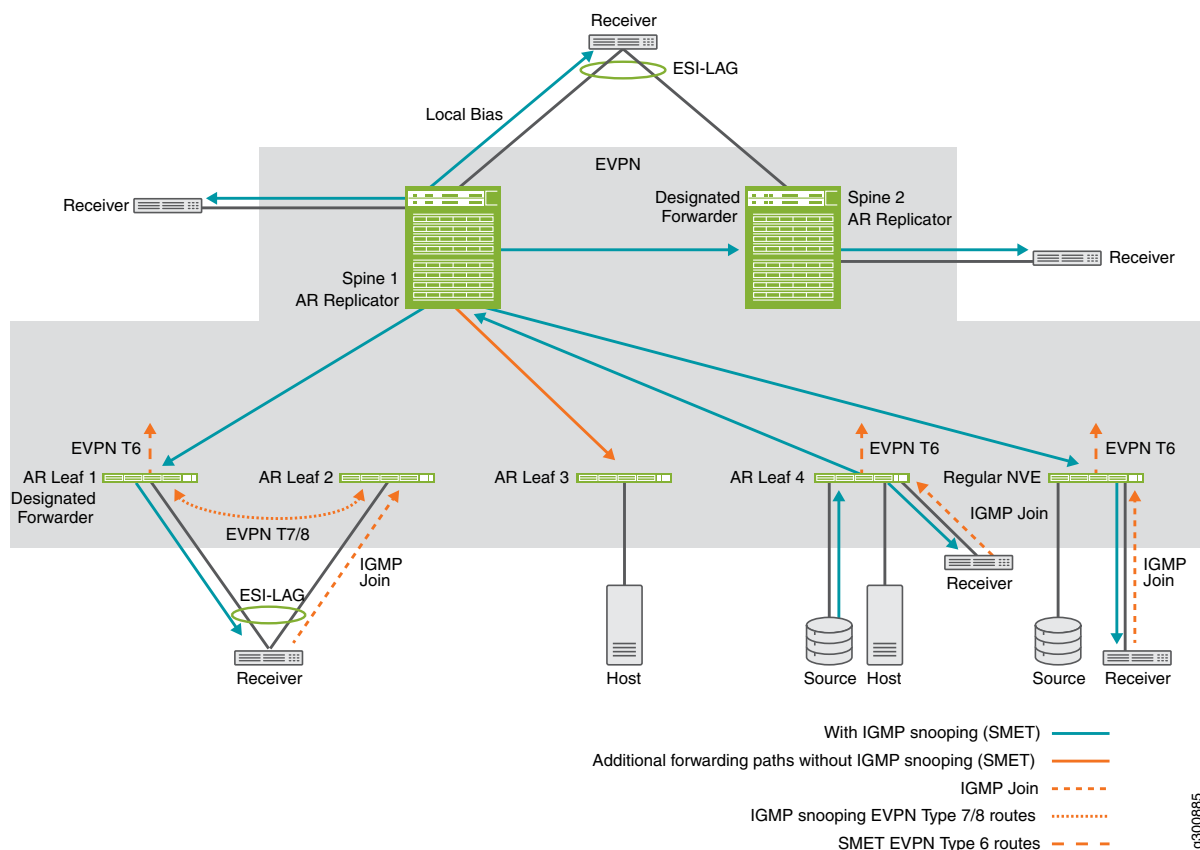 Receiver
ESI-LAG
Local Bias
EVPN
Receiver
Designated
Forwarder
Spine 2
AR Replicator
Receiver
Spine 1
AR Replicator
EVPN T6
EVPN T6
EVPN T6
AR Leaf 1
Designated
Forwarder
AR Leaf 2
AR Leaf 3
AR Leaf 4
Regular NVE
EVPN T7/8
IGMP Join
IGMP
Join
IGMP
Join
ESI-LAG
Receiver
Receiver
Host
Source
Host
Source
Receiver
With IGMP snooping (SMET)
Additional forwarding paths without IGMP snooping (SMET)
IGMP Join
IGMP snooping EVPN Type 7/8 routes
SMET EVPN Type 6 routes
g300885